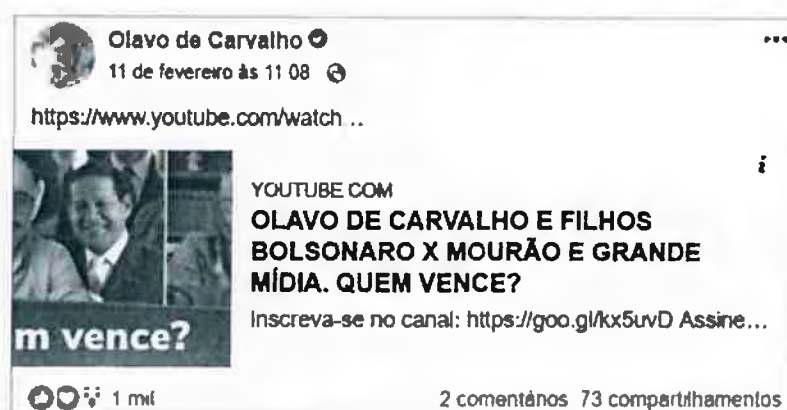 Olavo de Carvalho
11 de fevereiro às 11 08
https://www.youtube.com/watch...
YOUTUBE COM
OLAVO DE CARVALHO E FILHOS
BOLSONARO X MOURÃO E GRANDE
MÍDIA. QUEM VENCE?
Inscreva-se no canal: https://goo.gl/kx5uvD Assine...
m vence?
1 mil
2 comentários 73 compartilhamentos